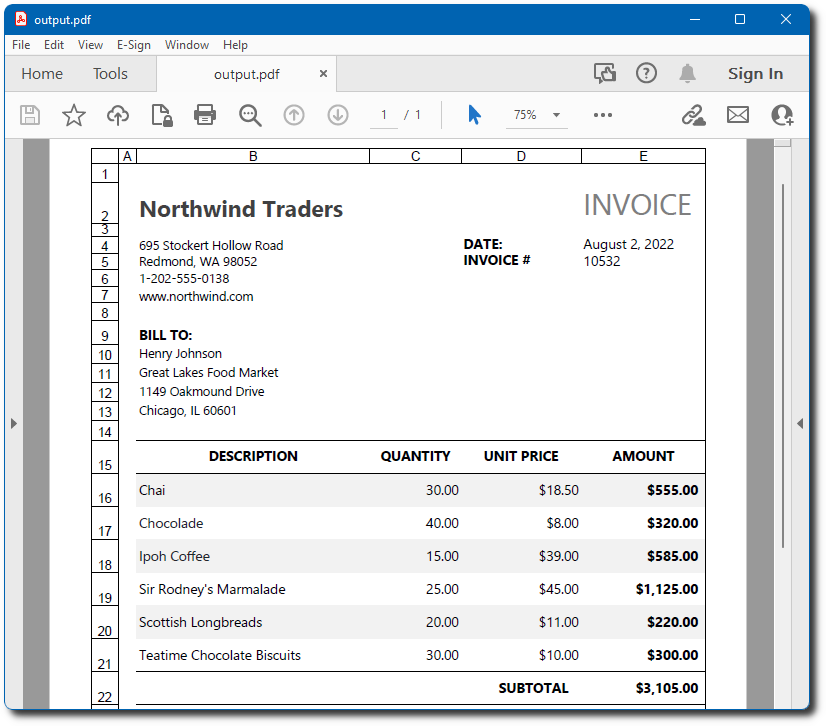 output.pdf
File Edit View E-Sign Window Help
Home Tools output.pdf × Sign In
1 / 1 75%
A B C D E
1
2 Northwind Traders INVOICE
3
4 695 Stockert Hollow Road DATE: August 2, 2022
5 Redmond, WA 98052 INVOICE # 10532
6 1-202-555-0138
7 www.northwind.com
8
9 BILL TO:
10 Henry Johnson
11 Great Lakes Food Market
12 1149 Oakmound Drive
13 Chicago, IL 60601
14
15 DESCRIPTION QUANTITY UNIT PRICE AMOUNT
16 Chai 30.00 $18.50 $555.00
17 Chocolade 40.00 $8.00 $320.00
18 Ipoh Coffee 15.00 $39.00 $585.00
19 Sir Rodney's Marmalade 25.00 $45.00 $1,125.00
20 Scottish Longbreads 20.00 $11.00 $220.00
21 Teatime Chocolate Biscuits 30.00 $10.00 $300.00
22 SUBTOTAL $3,105.00